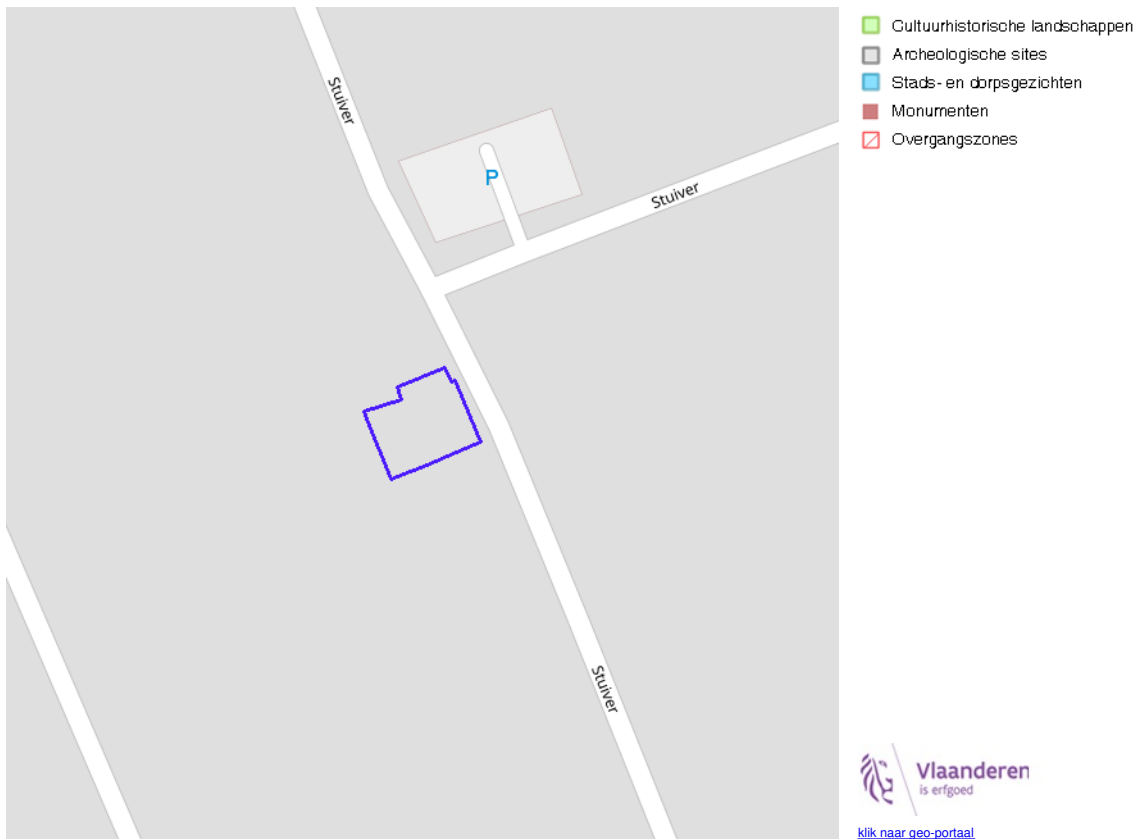 Stuiver
P
Stuiver
Stuiver
Cultuurhistorische landschappen
Archeologische sites
Stads- en dorpsgezichten
Monumenten
Overgangszones
Vlaanderen
is erfgoed
klik naar geo-portaal